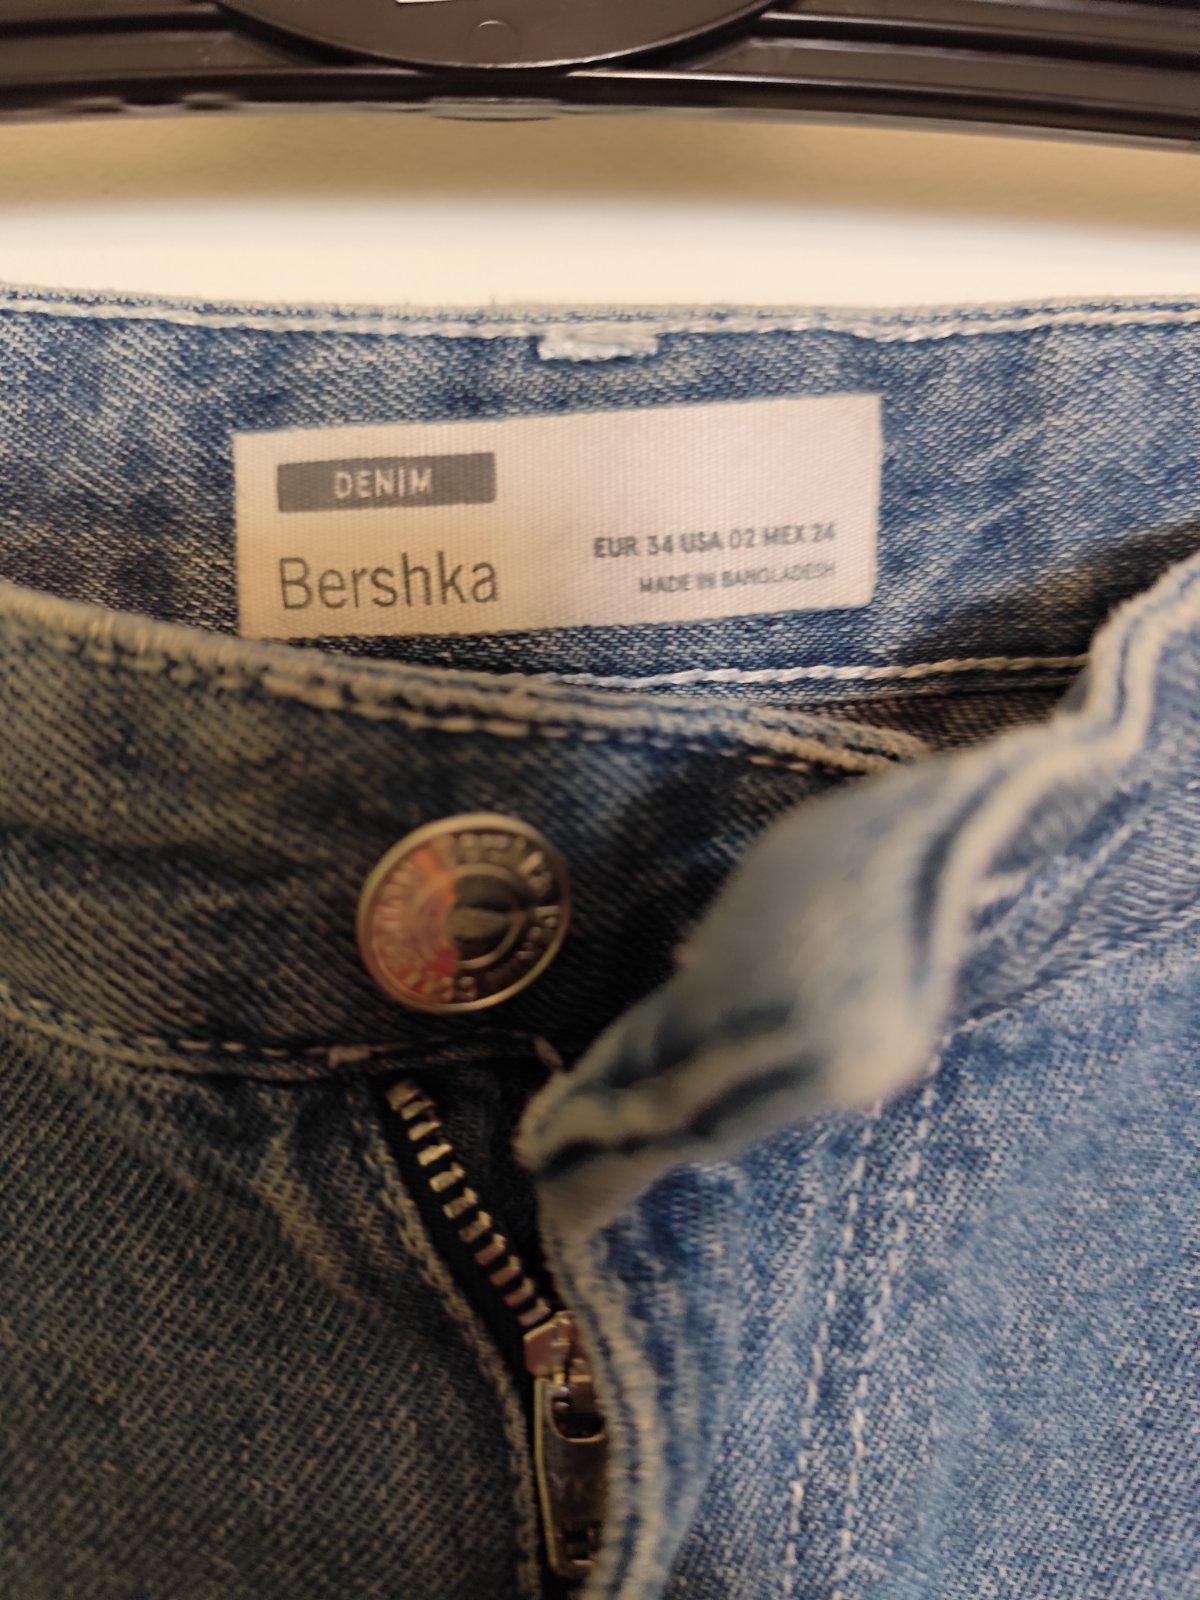 DENIM
Bershka
EUR 34 USA 02 MEX 24
MADE IN BANGLADESH